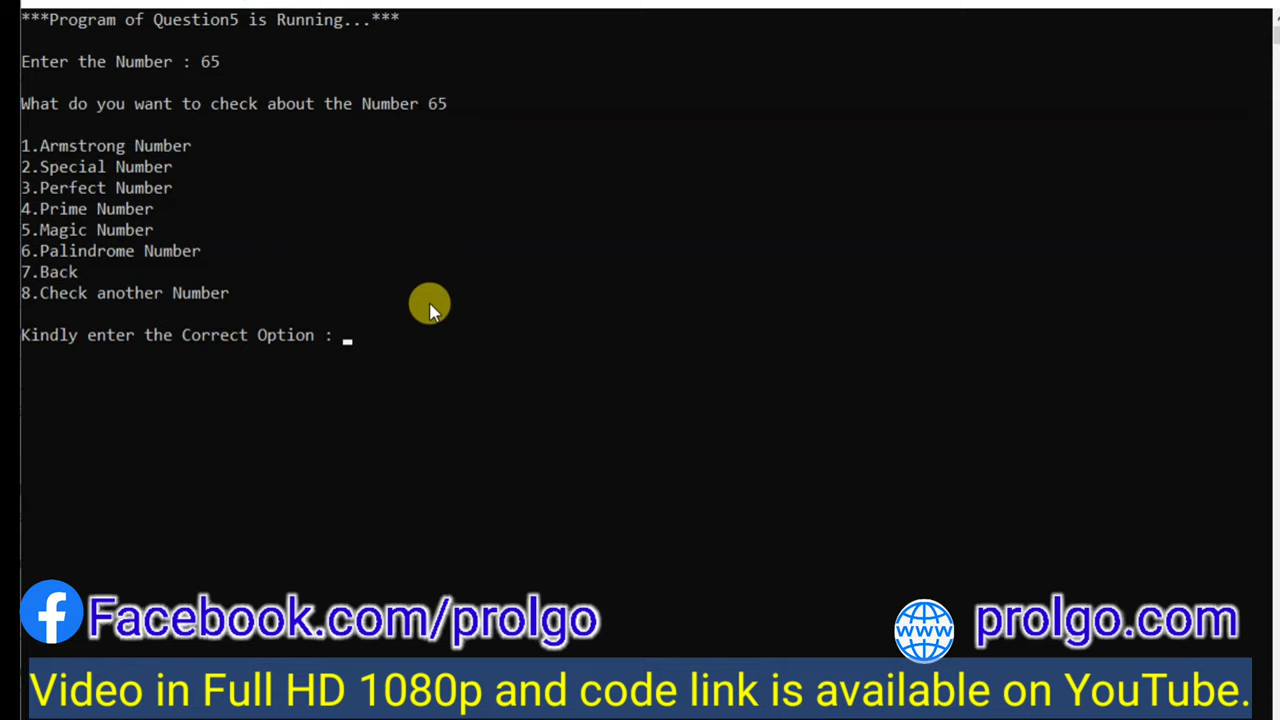 ***Program of Question5 is Running...***
Enter the Number : 65
What do you want to check about the Number 65
1.Armstrong Number
2.Special Number
3.Perfect Number
4.Prime Number
5.Magic Number
6.Palindrome Number
7.Back
8.Check another Number
Kindly enter the Correct Option :
f Facebook.com/prolgo
www prolgo.com
Video in Full HD 1080p and code link is available on YouTube.